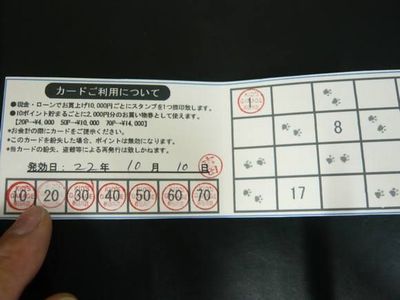 カードご利用について
●現金・ローンでお買上げ10,000円ごとにスタンプを1つ捺印致します。
●10ポイント貯まるごとに2,000円分のお買い物券として使えます。
【20P→¥4,000 50P→¥10,000 70P→¥14,000】
*お会計の際にカードをご提示ください。
*このカードを紛失した場合、ポイントは無効になります。
*当カードの紛失、盗難等による再発行は致しかねます。
発効日：22年 10月 10日
10 20 30 40 50 60 70
1
8
17